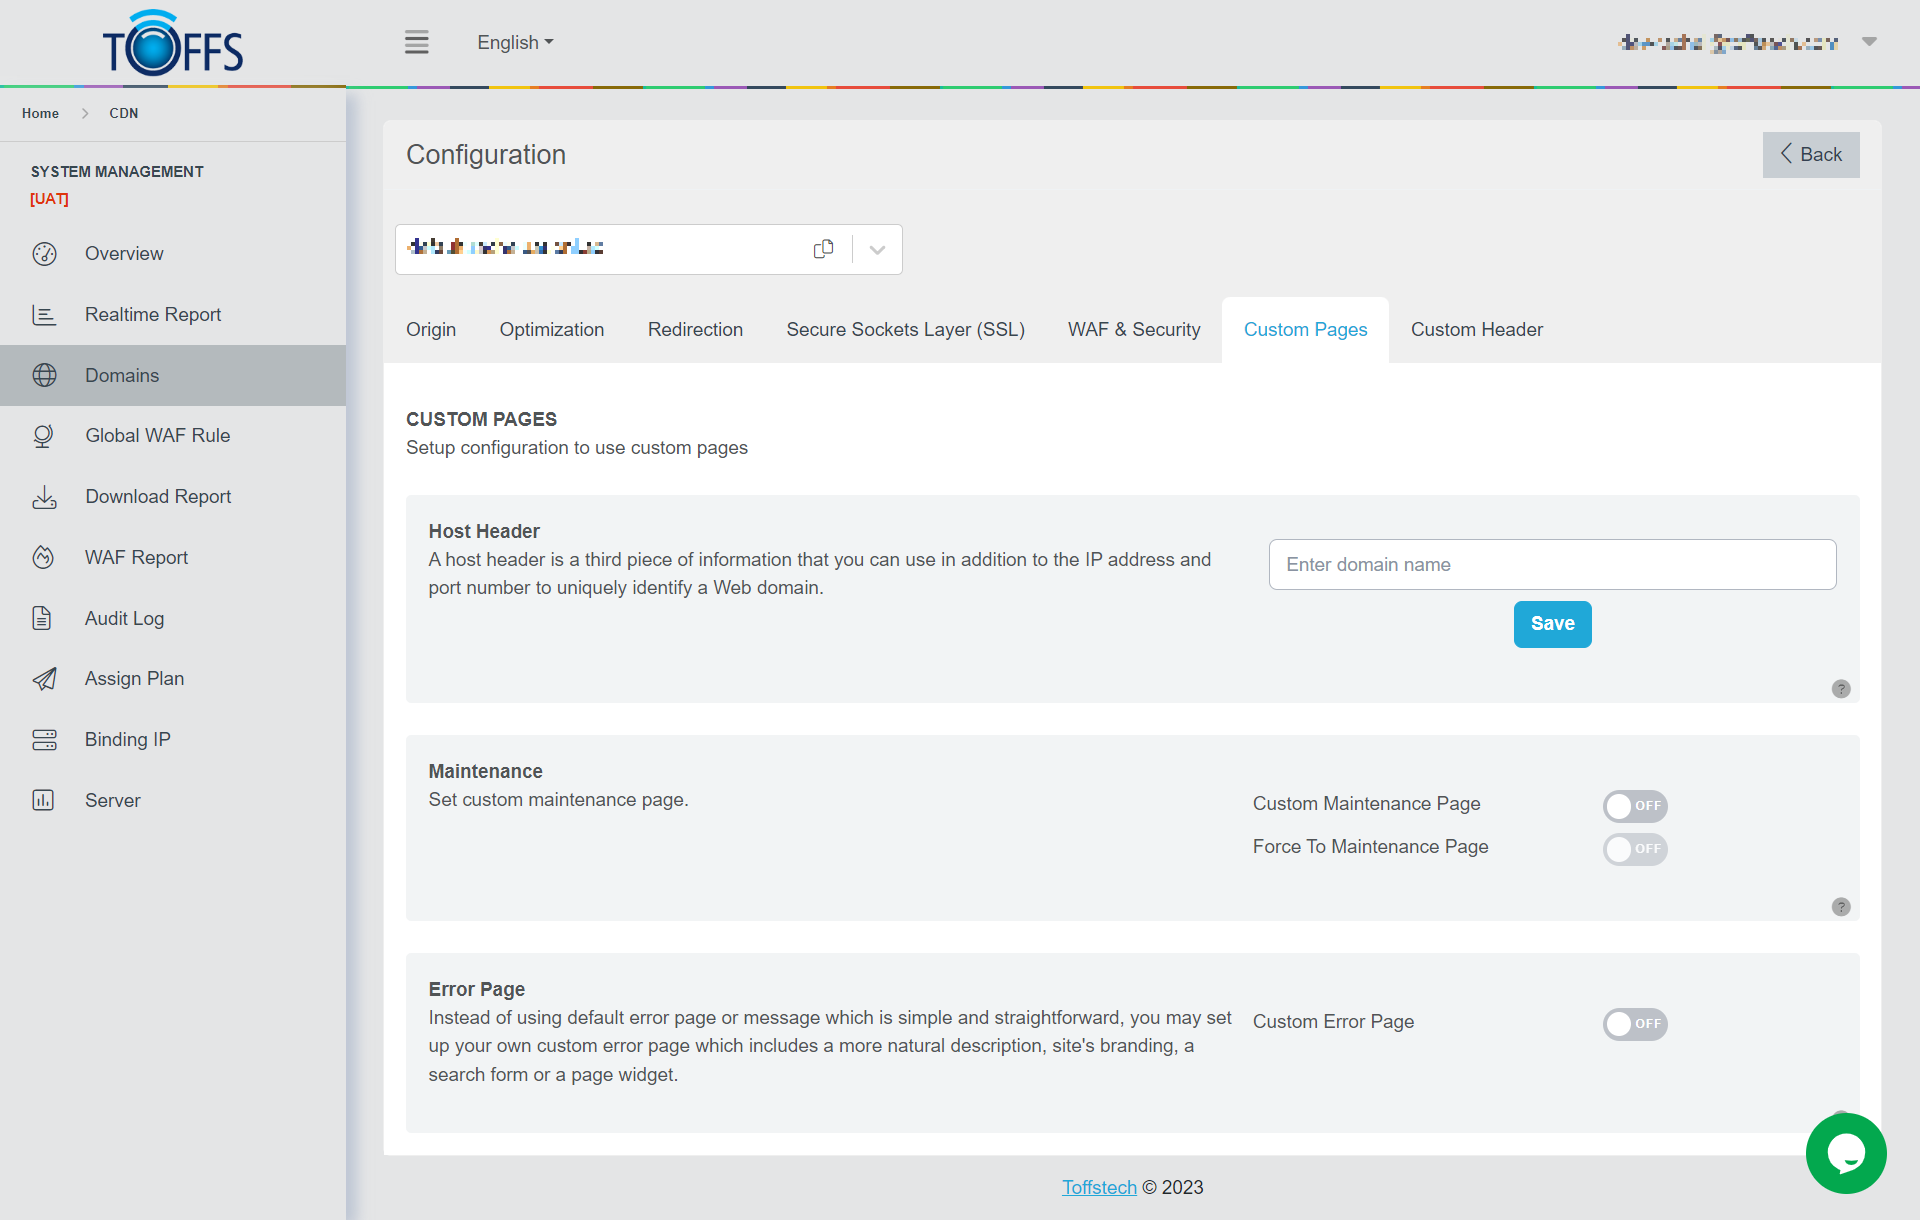 TOFFS
English
Home > CDN
SYSTEM MANAGEMENT
[UAT]
Overview
Realtime Report
Domains
Global WAF Rule
Download Report
WAF Report
Audit Log
Assign Plan
Binding IP
Server
Configuration
Back
Origin Optimization Redirection Secure Sockets Layer (SSL) WAF & Security Custom Pages Custom Header
CUSTOM PAGES
Setup configuration to use custom pages
Host Header
A host header is a third piece of information that you can use in addition to the IP address and
port number to uniquely identify a Web domain.
Enter domain name
Save
?
Maintenance
Set custom maintenance page.
Custom Maintenance Page OFF
Force To Maintenance Page OFF
?
Error Page
Instead of using default error page or message which is simple and straightforward, you may set
up your own custom error page which includes a more natural description, site's branding, a
search form or a page widget.
Custom Error Page OFF
Toffstech © 2023